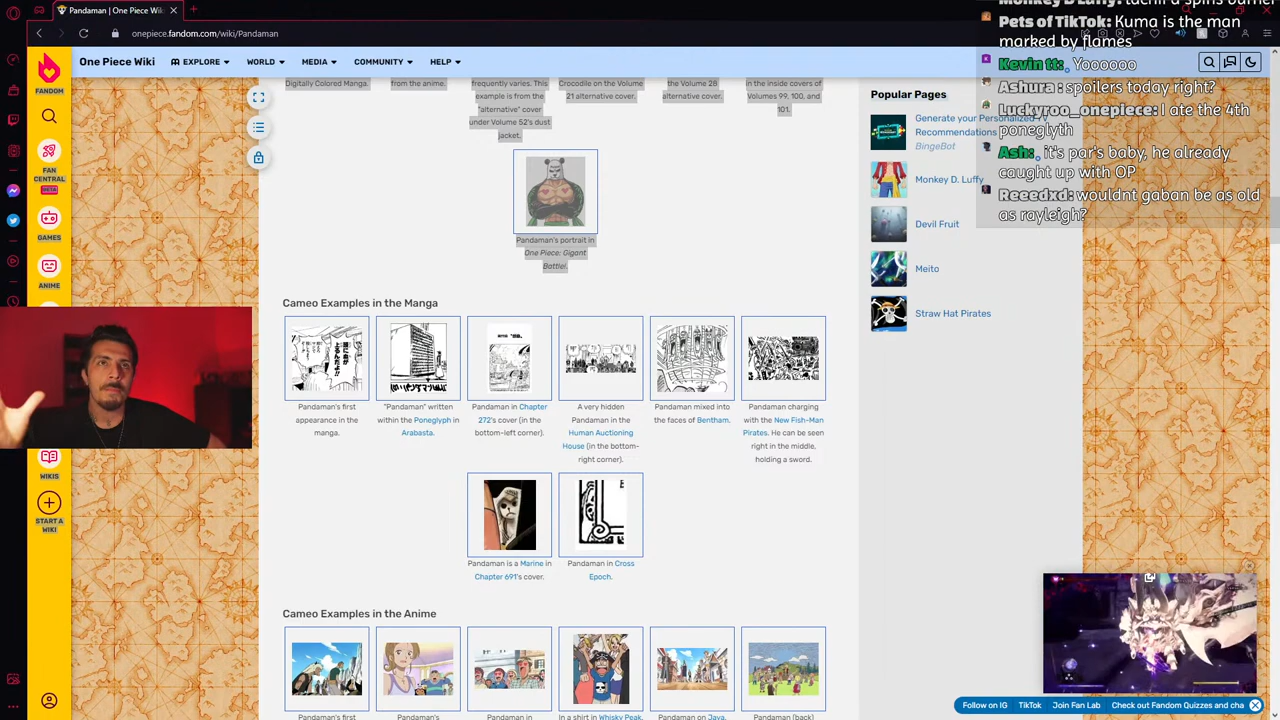 Pandaman | One Piece Wiki
onepiece.fandom.com/wiki/Pandaman
One Piece Wiki
EXPLORE
WORLD
MEDIA
COMMUNITY
HELP
FANDOM
FAN
CENTRAL
BETA
GAMES
ANIME
WIKIS
START A
WIKI
Digitally Colored Manga.
from the anime.
frequently varies. This
example is from the
"alternative" cover
under Volume 52's dust
jacket.
Crocodile on the Volume
21 alternative cover.
the Volume 28
alternative cover.
in the inside covers
of Volumes 99, 100, and
101.
Pandaman's portrait in
One Piece: Gigant
Battle!.
Cameo Examples in the Manga
Pandaman's first
appearance in the
manga.
"Pandaman" written
within the Poneglyph in
Arabasta.
Pandaman in Chapter
272's cover (in the
bottom-left corner).
A very hidden
Pandaman in the
Human Auctioning
House (in the bottom-
right corner).
Pandaman mixed into
the faces of Bentham.
Pandaman charging
with the New Fish-Man
Pirates. He can be seen
right in the middle,
holding a sword.
Pandaman is a Marine in
Chapter 691's cover.
Pandaman in Cross
Epoch.
Cameo Examples in the Anime
Pandaman's first
Pandaman's
Pandaman in
In a shirt in Whisky Peak.
Pandaman on Jaya.
Pandaman (back)
Popular Pages
Generate your Personalized TV
Recommendations
BingeBot
Monkey D. Luffy
Devil Fruit
Meito
Straw Hat Pirates
Pets of TikTok: Kuma is the man
marked by flames
Kevin tt: Yoooooo
Ashura : spoilers today right?
Luckyroo_onepiece: I ate the 4th
poneglyth
Ash: it's par's baby, he already
caught up with OP
Reeedxd: wouldnt gaban be as old
as rayleigh?
Follow on IG
TikTok
Join Fan Lab
Check out Fandom Quizzes and cha